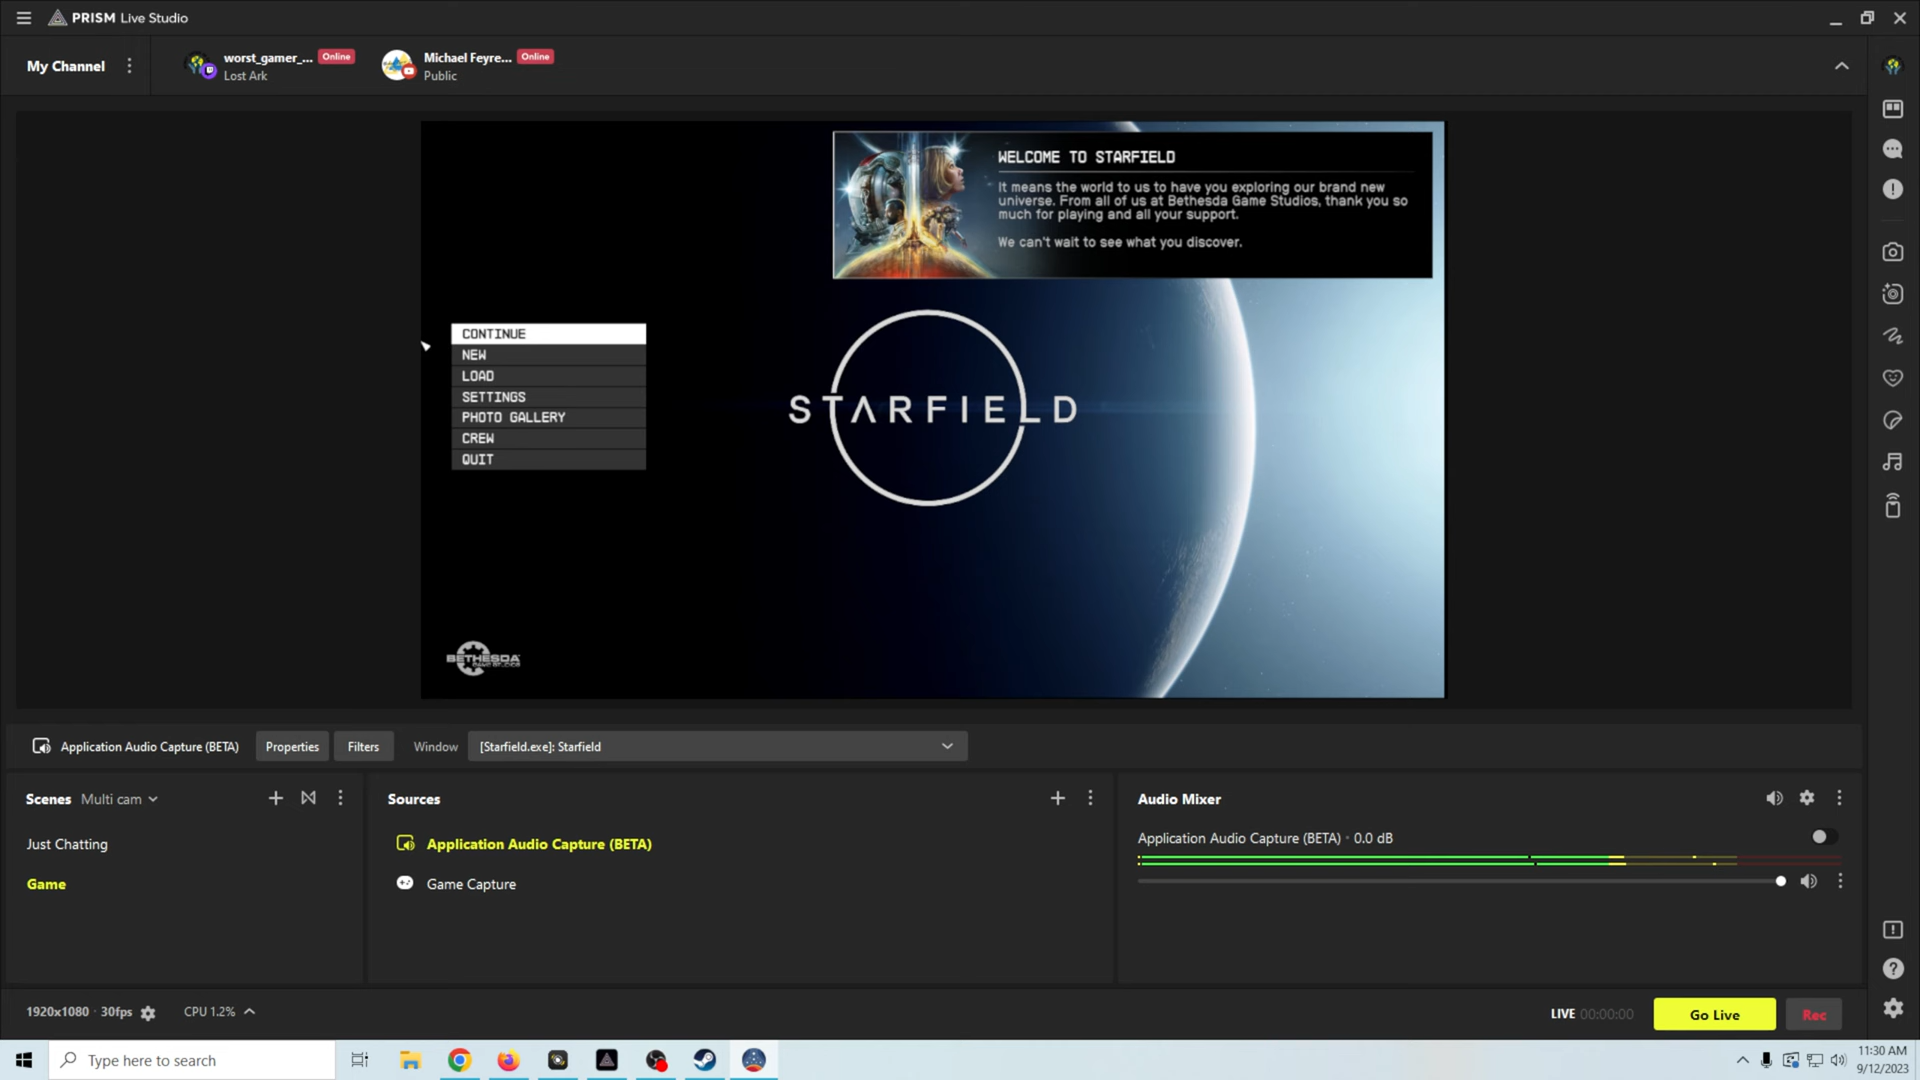 PRISM Live Studio
My Channel
worst_gamer_... Online
Lost Ark
Michael Feyre... Online
Public
WELCOME TO STARFIELD
It means the world to us to have you exploring our brand new
universe. From all of us at Bethesda Game Studios, thank you so
much for playing and all your support.
We can't wait to see what you discover.
CONTINUE
NEW
LOAD
SETTINGS
PHOTO GALLERY
CREW
QUIT
STARFIELD
BETHESDA
GAME STUDIOS
Application Audio Capture (BETA) Properties Filters Window [Starfield.exe]: Starfield
Scenes Multi cam
Just Chatting
Game
Sources
Application Audio Capture (BETA)
Game Capture
Audio Mixer
Application Audio Capture (BETA) • 0.0 dB
1920x1080 · 30fps CPU 1.2%
LIVE 00:00:00 Go Live Rec
Type here to search
11:30 AM
9/12/2023